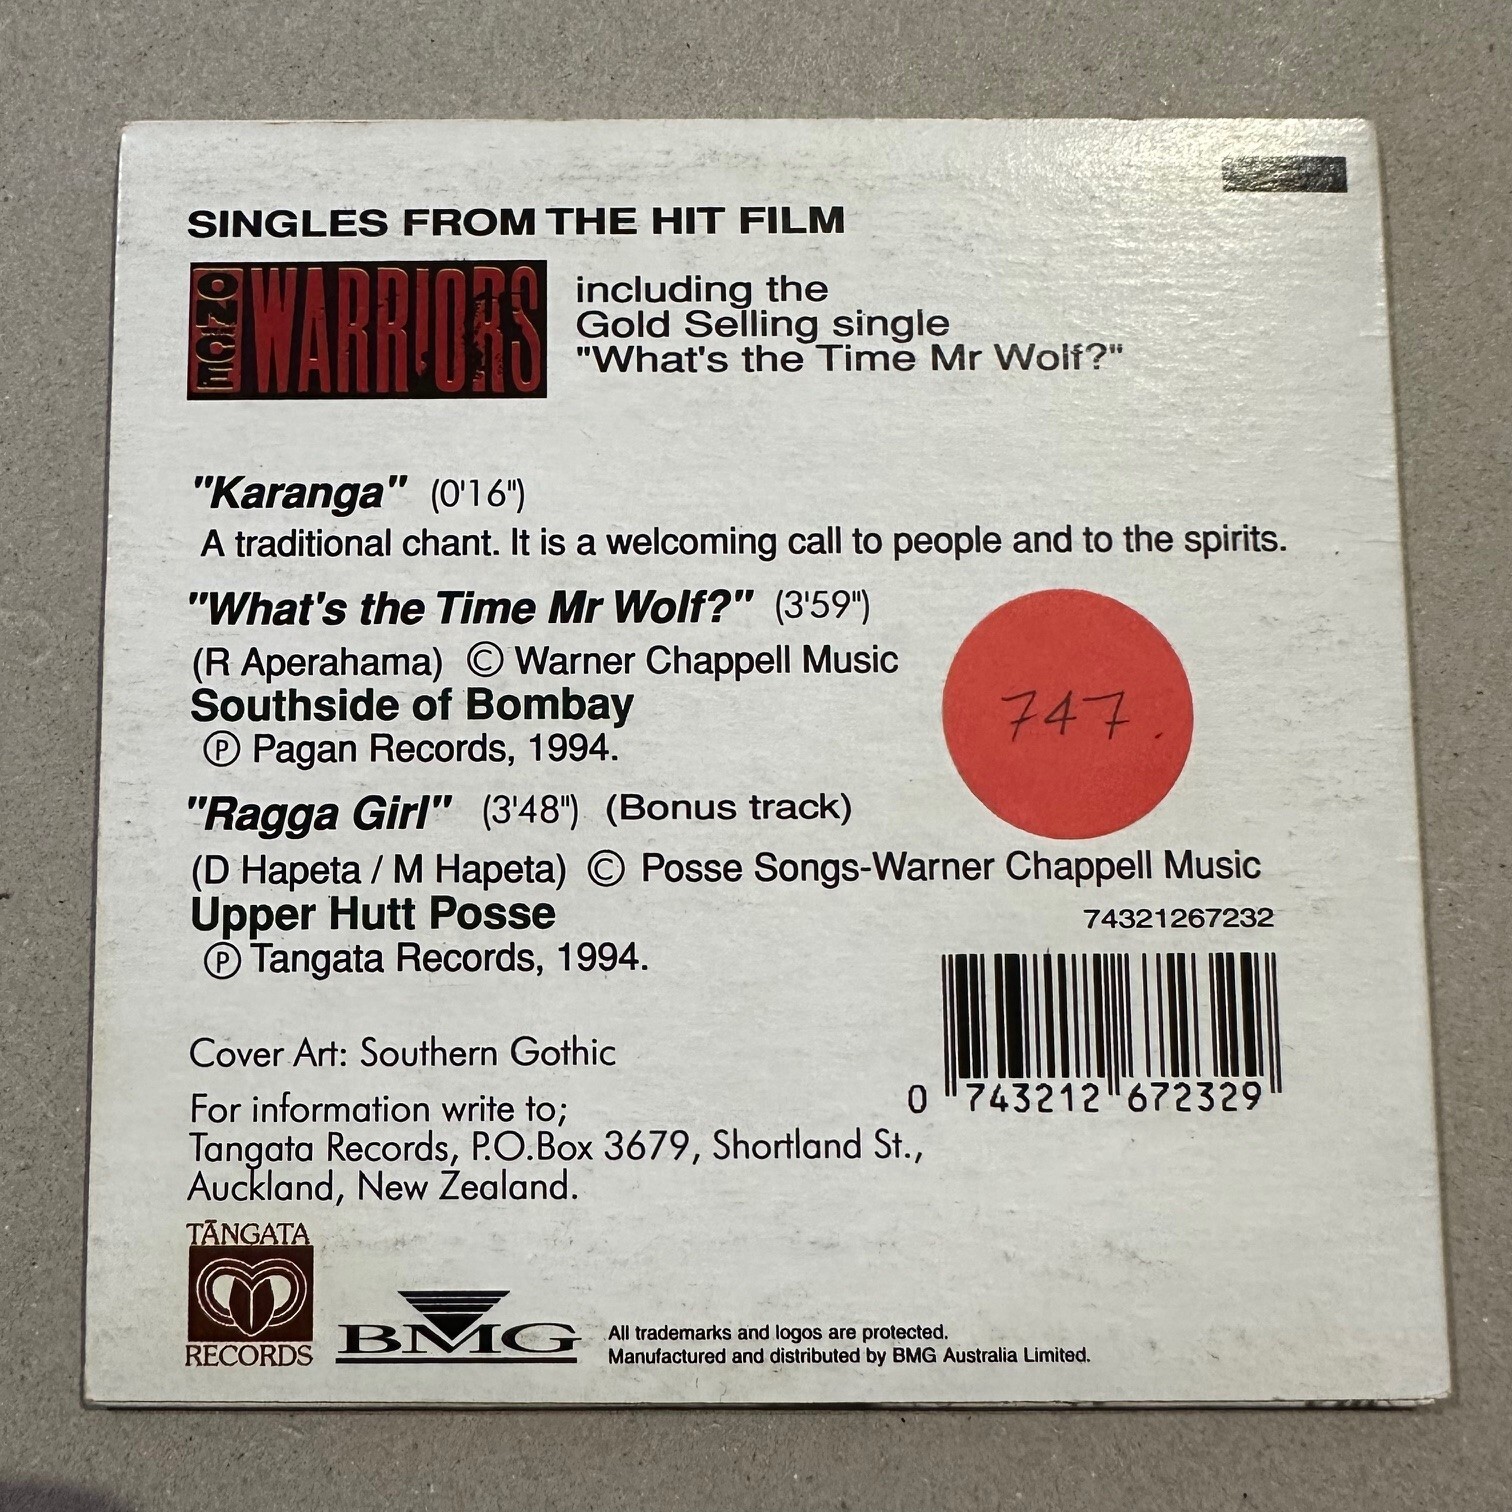 SINGLES FROM THE HIT FILM
ONCE WARRIORS
including the
Gold Selling single
"What's the Time Mr Wolf?"
"Karanga" (0'16")
A traditional chant. It is a welcoming call to people and to the spirits.
"What's the Time Mr Wolf?" (3'59")
(R Aperahama) © Warner Chappell Music
Southside of Bombay
℗ Pagan Records, 1994.
747.
"Ragga Girl" (3'48") (Bonus track)
(D Hapeta / M Hapeta) © Posse Songs-Warner Chappell Music
Upper Hutt Posse
℗ Tangata Records, 1994.
74321267232
0 743212 672329
Cover Art: Southern Gothic
For information write to;
Tangata Records, P.O.Box 3679, Shortland St.,
Auckland, New Zealand.
TĀNGATA
RECORDS
BMG
All trademarks and logos are protected.
Manufactured and distributed by BMG Australia Limited.